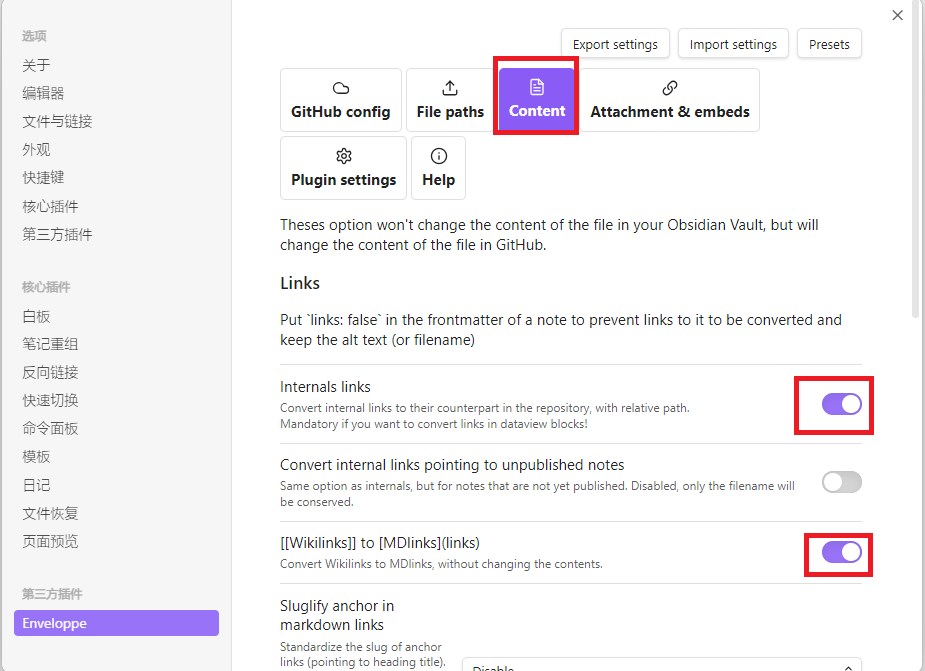 选项
关于
编辑器
文件与链接
外观
快捷键
核心插件
第三方插件
核心插件
白板
笔记重组
反向链接
快速切换
命令面板
模板
日记
文件恢复
页面预览
第三方插件
Enveloppe
Export settings
Import settings
Presets
GitHub config
File paths
Content
Attachment & embeds
Plugin settings
Help
Theses option won't change the content of the file in your Obsidian Vault, but will
change the content of the file in GitHub.
Links
Put `links: false` in the frontmatter of a note to prevent links to it to be converted and
keep the alt text (or filename)
Internals links
Convert internal links to their counterpart in the repository, with relative path.
Mandatory if you want to convert links in dataview blocks!
Convert internal links pointing to unpublished notes
Same option as internals, but for notes that are not yet published. Disabled, only the filename will
be conserved.
[[Wikilinks]] to [MDlinks](links)
Convert Wikilinks to MDlinks, without changing the contents.
Sluglify anchor in
markdown links
Standardize the slug of anchor
links (pointing to heading title).
Disable